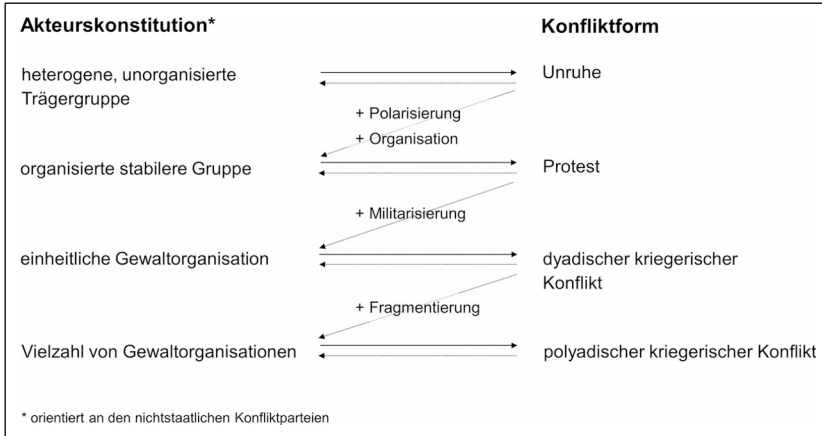 Akteurskonstitution*
Konfliktform
heterogene, unorganisierte
Trägergruppe
Unruhe
+ Polarisierung
+ Organisation
organisierte stabilere Gruppe
Protest
+ Militarisierung
einheitliche Gewaltorganisation
dyadischer kriegerischer
Konflikt
+ Fragmentierung
Vielzahl von Gewaltorganisationen
polyadischer kriegerischer Konflikt
* orientiert an den nichtstaatlichen Konfliktparteien